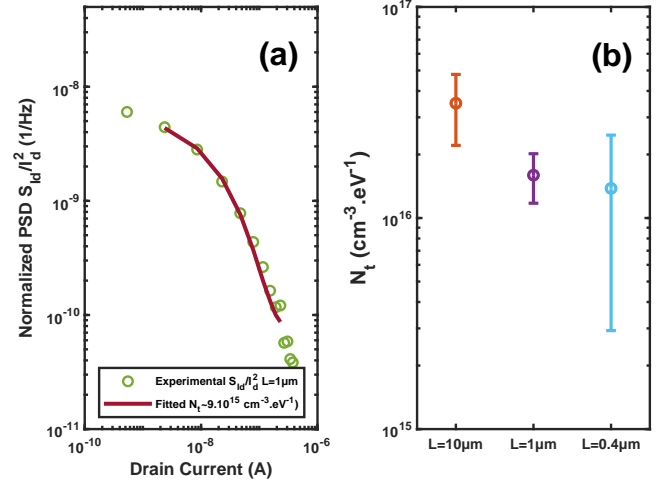 (a)
Normalized PSD S_Id/I_d^2 (1/Hz)
10^-8
10^-9
10^-10
10^-11
Experimental S_Id/I_d^2 L=1μm
Fitted N_t~9.10^15 cm^-3.eV^-1)
10^-10
10^-8
10^-6
Drain Current (A)
(b)
N_t (cm^-3.eV^-1)
10^17
10^16
10^15
L=10μm
L=1μm
L=0.4μm